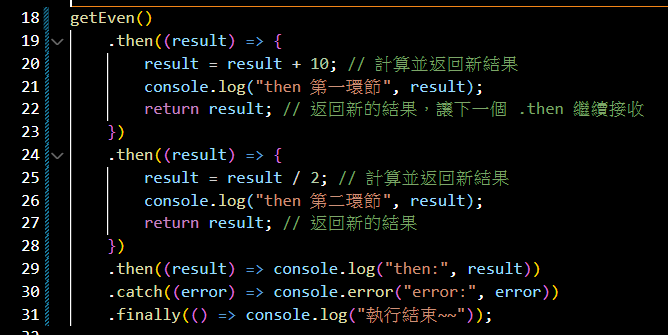 18 getEven()
19 .then((result) => {
20 result = result + 10; // 計算並返回新結果
21 console.log("then 第一環節", result);
22 return result; // 返回新的結果，讓下一個 .then 繼續接收
23 })
24 .then((result) => {
25 result = result / 2; // 計算並返回新結果
26 console.log("then 第二環節", result);
27 return result; // 返回新的結果
28 })
29 .then((result) => console.log("then:", result))
30 .catch((error) => console.error("error:", error))
31 .finally(() => console.log("執行結束~~"));